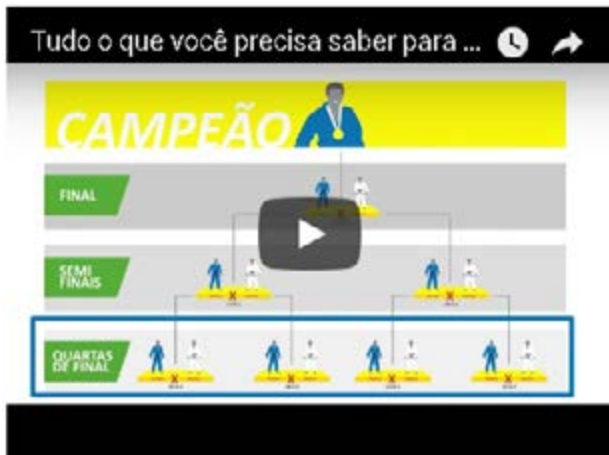 Tudo o que você precisa saber para ...
CAMPEÃO
FINAL
SEMI
FINAIS
QUARTAS
DE FINAL
X
X
X
X
X
X